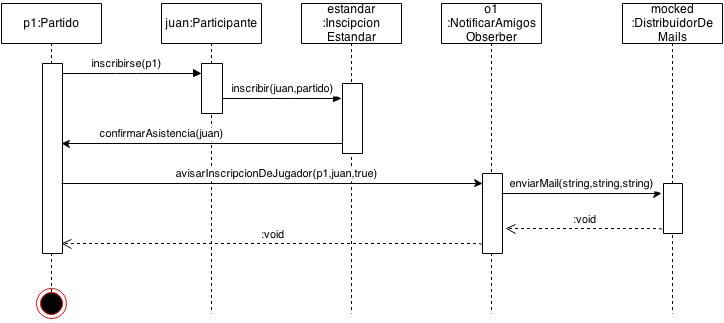 p1:Partido
juan:Participante
estandar
:Inscipcion
Estandar
o1
:NotificarAmigos
Obserber
mocked
:DistribuidorDe
Mails
inscribirse(p1)
inscribir(juan,partido)
confirmarAsistencia(juan)
avisarInscripcionDeJugador(p1,juan,true)
enviarMail(string,string,string)
:void
:void